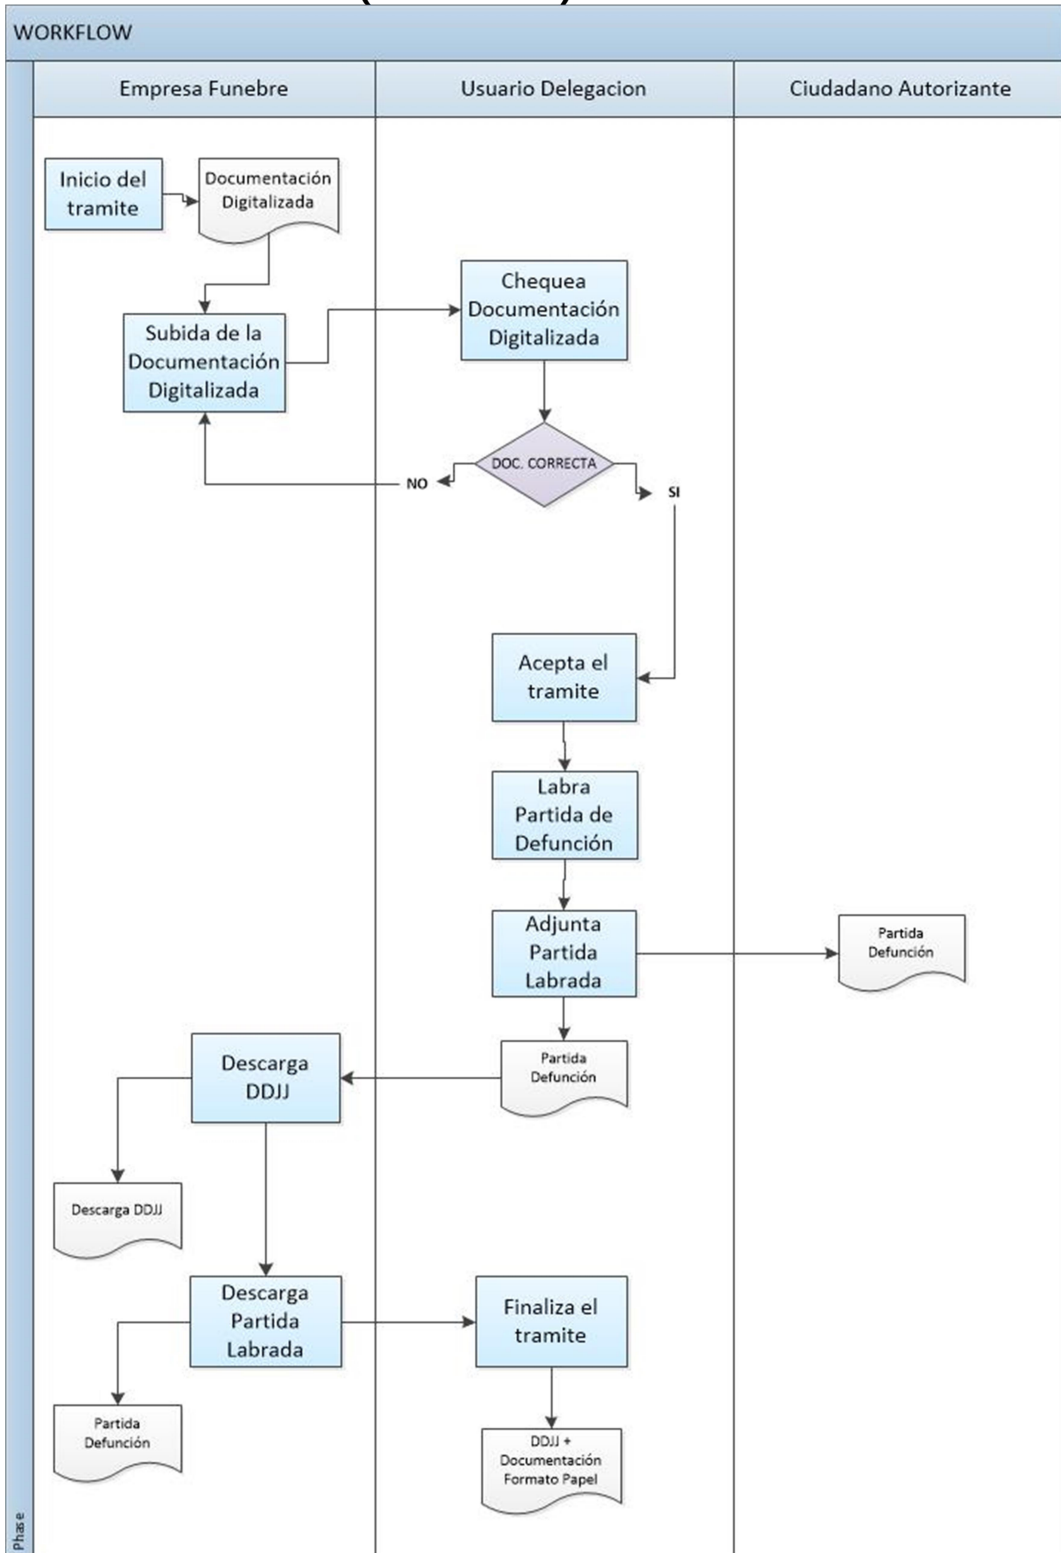 WORKFLOW
Empresa Funebre
Usuario Delegacion
Ciudadano Autorizante
Inicio del
tramite
Documentación
Digitalizada
Subida de la
Documentación
Digitalizada
Chequea
Documentación
Digitalizada
DOC. CORRECTA
NO
SI
Acepta el
tramite
Labra
Partida de
Defunción
Adjunta
Partida
Labrada
Partida
Defunción
Partida
Defunción
Descarga
DDJJ
Descarga DDJJ
Descarga
Partida
Labrada
Finaliza el
tramite
Partida
Defunción
DDJJ +
Documentación
Formato Papel
Phase